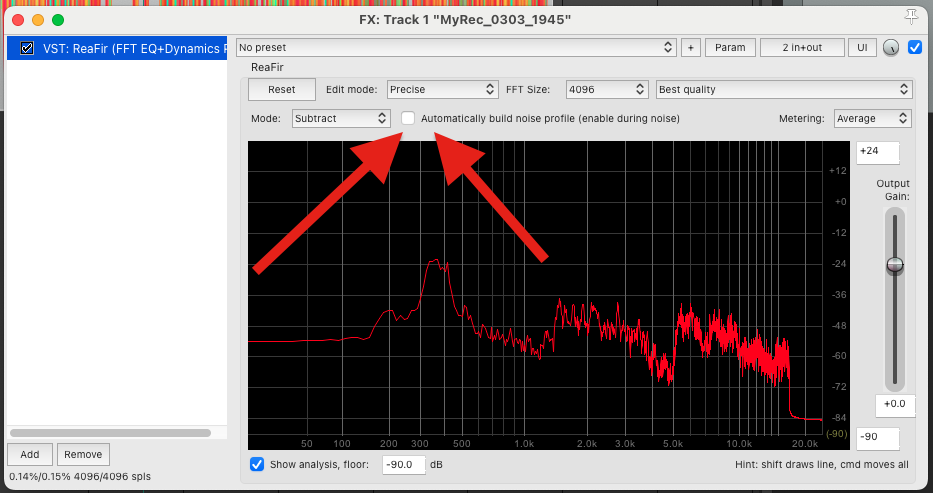 FX: Track 1 "MyRec_0303_1945"
VST: ReaFir (FFT EQ+Dynamics P
No preset + Param 2 in+out UI
ReaFir
Reset Edit mode: Precise FFT Size: 4096 Best quality
Mode: Subtract Automatically build noise profile (enable during noise) Metering: Average
+24
+12
Output
Gain:
+0
-12
-24
-36
-48
-60
-72
+0.0
-84
(-90) -90
50 100 200 300 500 1.0k 2.0k 3.0k 5.0k 10.0k 20.0k
Add Remove
Show analysis, floor: -90.0 dB Hint: shift draws line, cmd moves all
0.14%/0.15% 4096/4096 spls